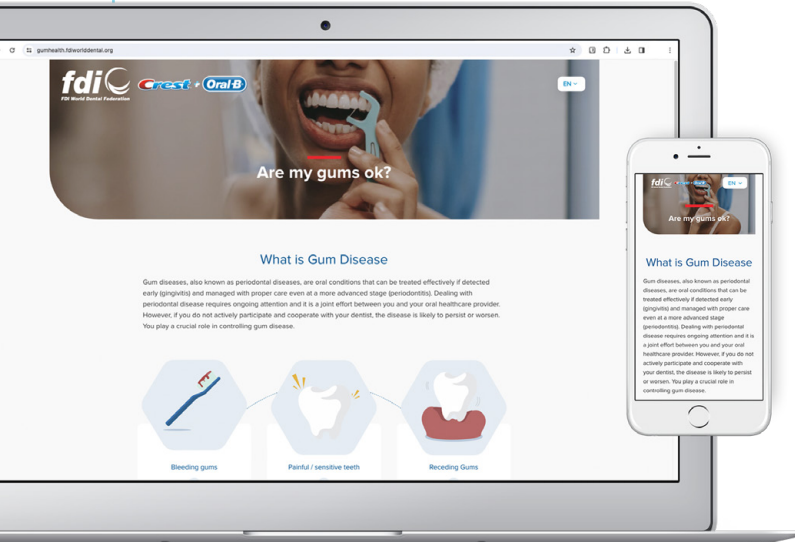 gumhealth.fdiworlddental.org
fdi
FDI World Dental Federation
Crest + Oral-B
EN
Are my gums ok?
What is Gum Disease
Gum diseases, also known as periodontal diseases, are oral conditions that can be treated effectively if detected
early (gingivitis) and managed with proper care even at a more advanced stage (periodontitis). Dealing with
periodontal disease requires ongoing attention and it is a joint effort between you and your oral healthcare provider.
However, if you do not actively participate and cooperate with your dentist, the disease is likely to persist or worsen.
You play a crucial role in controlling gum disease.
Bleeding gums
Painful / sensitive teeth
Receding Gums
fdi
Crest + Oral-B
EN
Are my gums ok?
What is Gum Disease
Gum diseases, also known as periodontal
diseases, are oral conditions that can be
treated effectively if detected early
(gingivitis) and managed with proper care
even at a more advanced stage
(periodontitis). Dealing with periodontal
disease requires ongoing attention and it is
a joint effort between you and your oral
healthcare provider. However, if you do not
actively participate and cooperate with
your dentist, the disease is likely to persist
or worsen. You play a crucial role in
controlling gum disease.